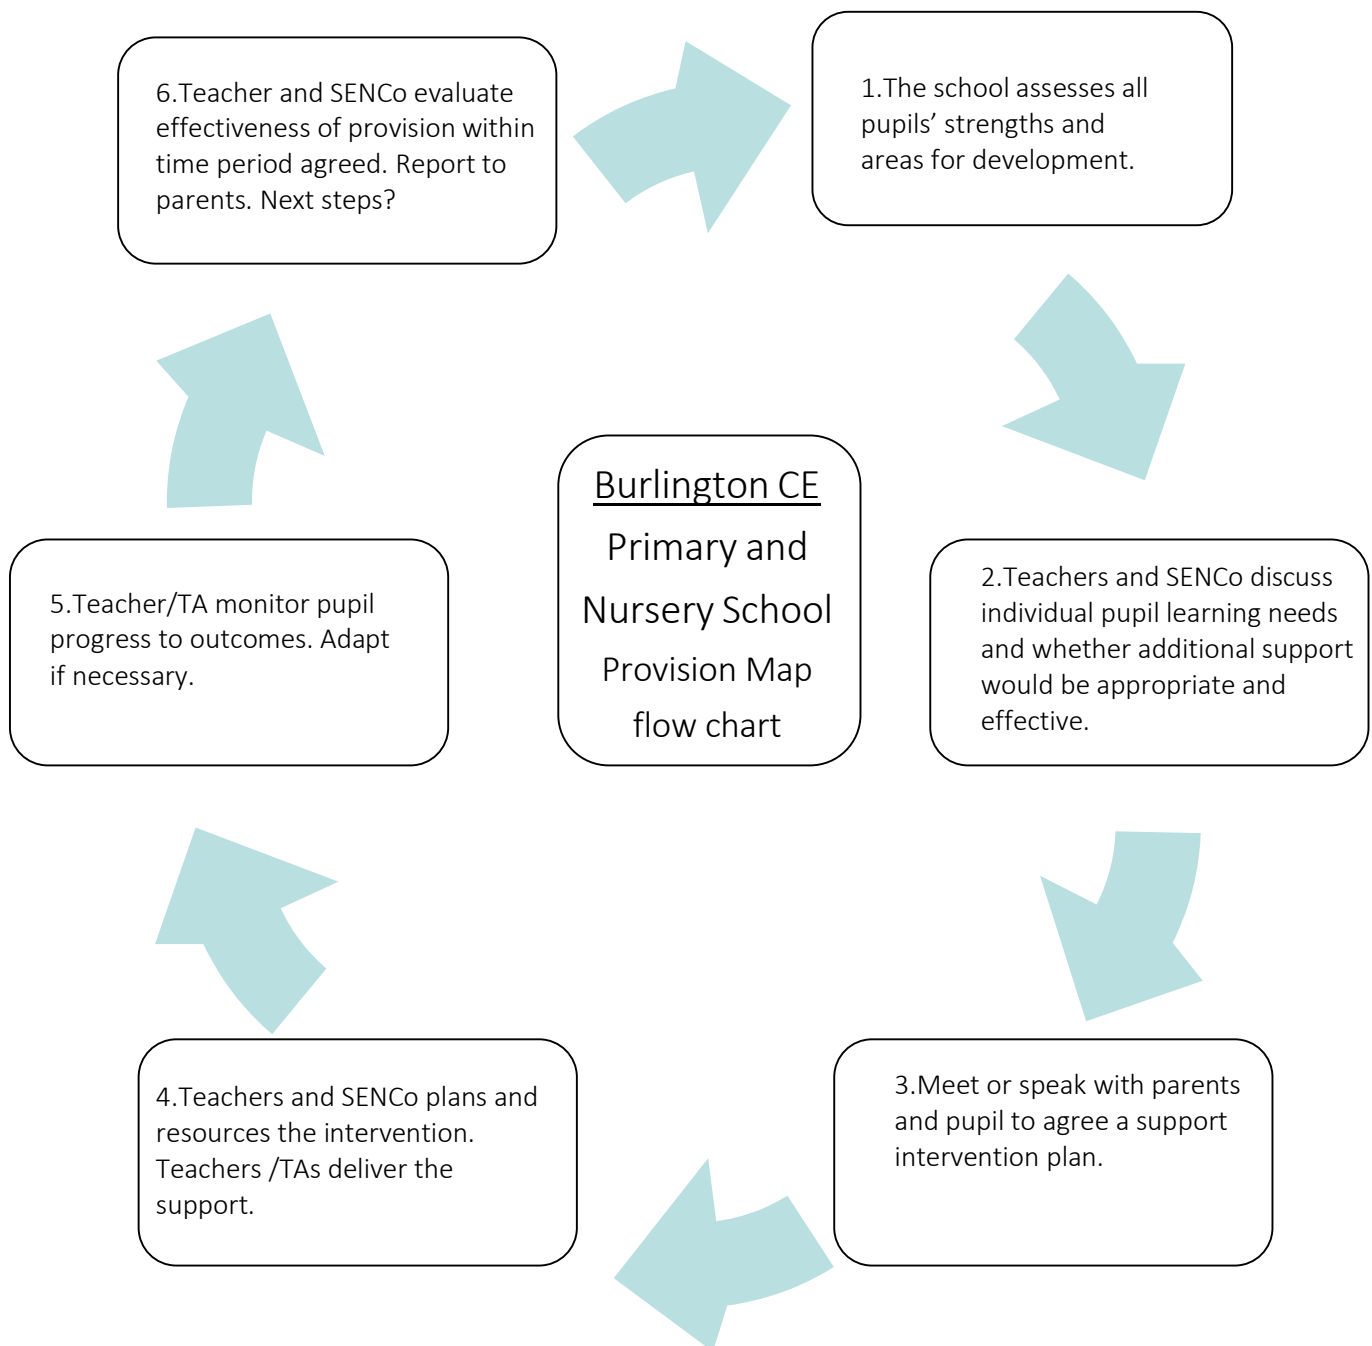 1.The school assesses all
pupils’ strengths and
areas for development.
2.Teachers and SENCo discuss
individual pupil learning needs
and whether additional support
would be appropriate and
effective.
3.Meet or speak with parents
and pupil to agree a support
intervention plan.
4.Teachers and SENCo plans and
resources the intervention.
Teachers /TAs deliver the
support.
5.Teacher/TA monitor pupil
progress to outcomes. Adapt
if necessary.
6.Teacher and SENCo evaluate
effectiveness of provision within
time period agreed. Report to
parents. Next steps?
Burlington CE
Primary and
Nursery School
Provision Map
flow chart